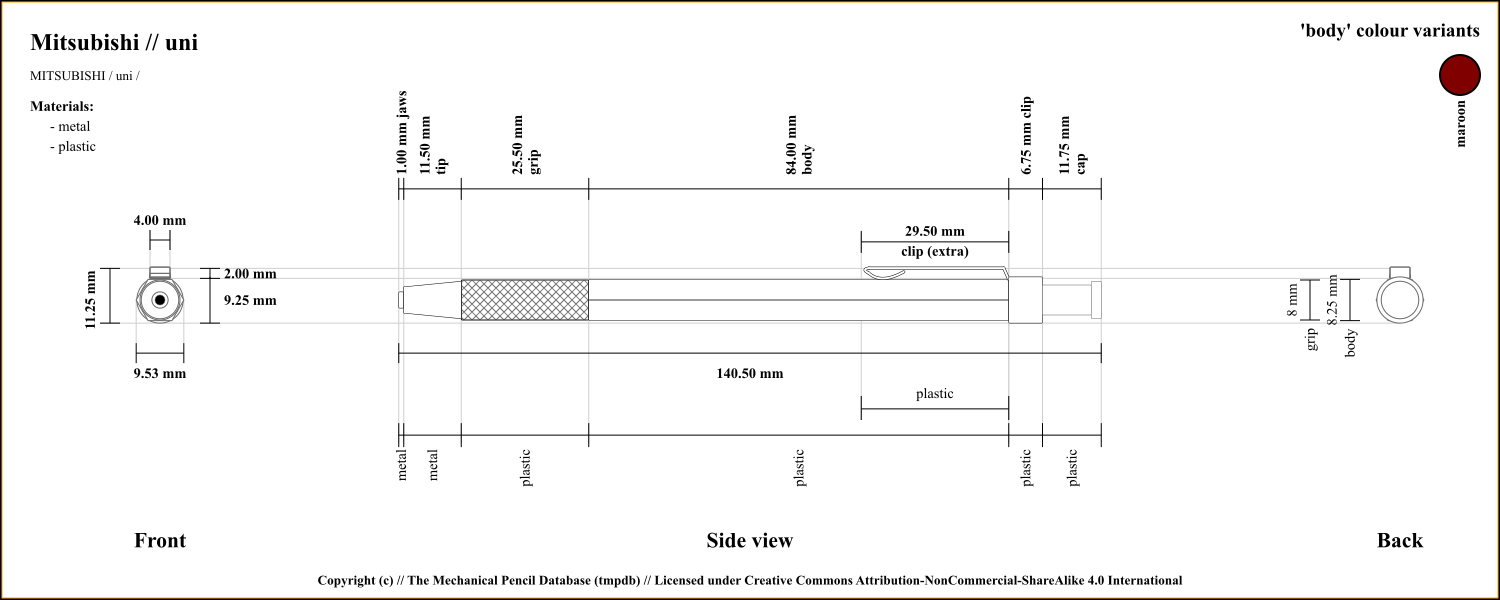 Mitsubishi // uni
'body' colour variants
MITSUBISHI / uni /
Materials:
- metal
- plastic
maroon
1.00 mm jaws
11.50 mm
tip
25.50 mm
grip
84.00 mm
body
6.75 mm clip
11.75 mm
cap
4.00 mm
29.50 mm
clip (extra)
2.00 mm
9.25 mm
11.25 mm
9.53 mm
8 mm
grip
8.25 mm
body
140.50 mm
plastic
metal
metal
plastic
plastic
plastic
plastic
Front
Side view
Back
Copyright (c) // The Mechanical Pencil Database (tmpdb) // Licensed under Creative Commons Attribution-NonCommercial-ShareAlike 4.0 International